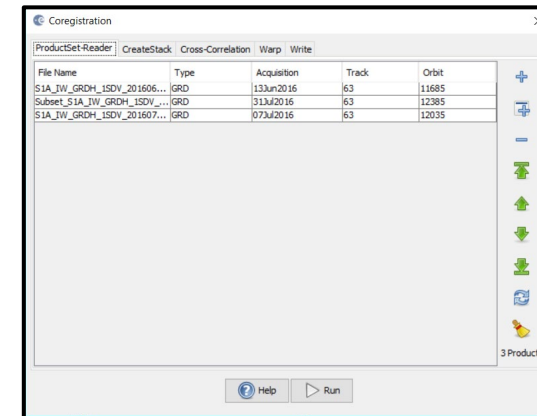 Coregistration
ProductSet-Reader CreateStack Cross-Correlation Warp Write
File Name Type Acquisition Track Orbit
S1A_IW_GRDH_1SDV_201606... GRD 13Jun2016 63 11685
Subset_S1A_IW_GRDH_1SDV_... GRD 31Jul2016 63 12385
S1A_IW_GRDH_1SDV_201607... GRD 07Jul2016 63 12035
3 Product
Help Run